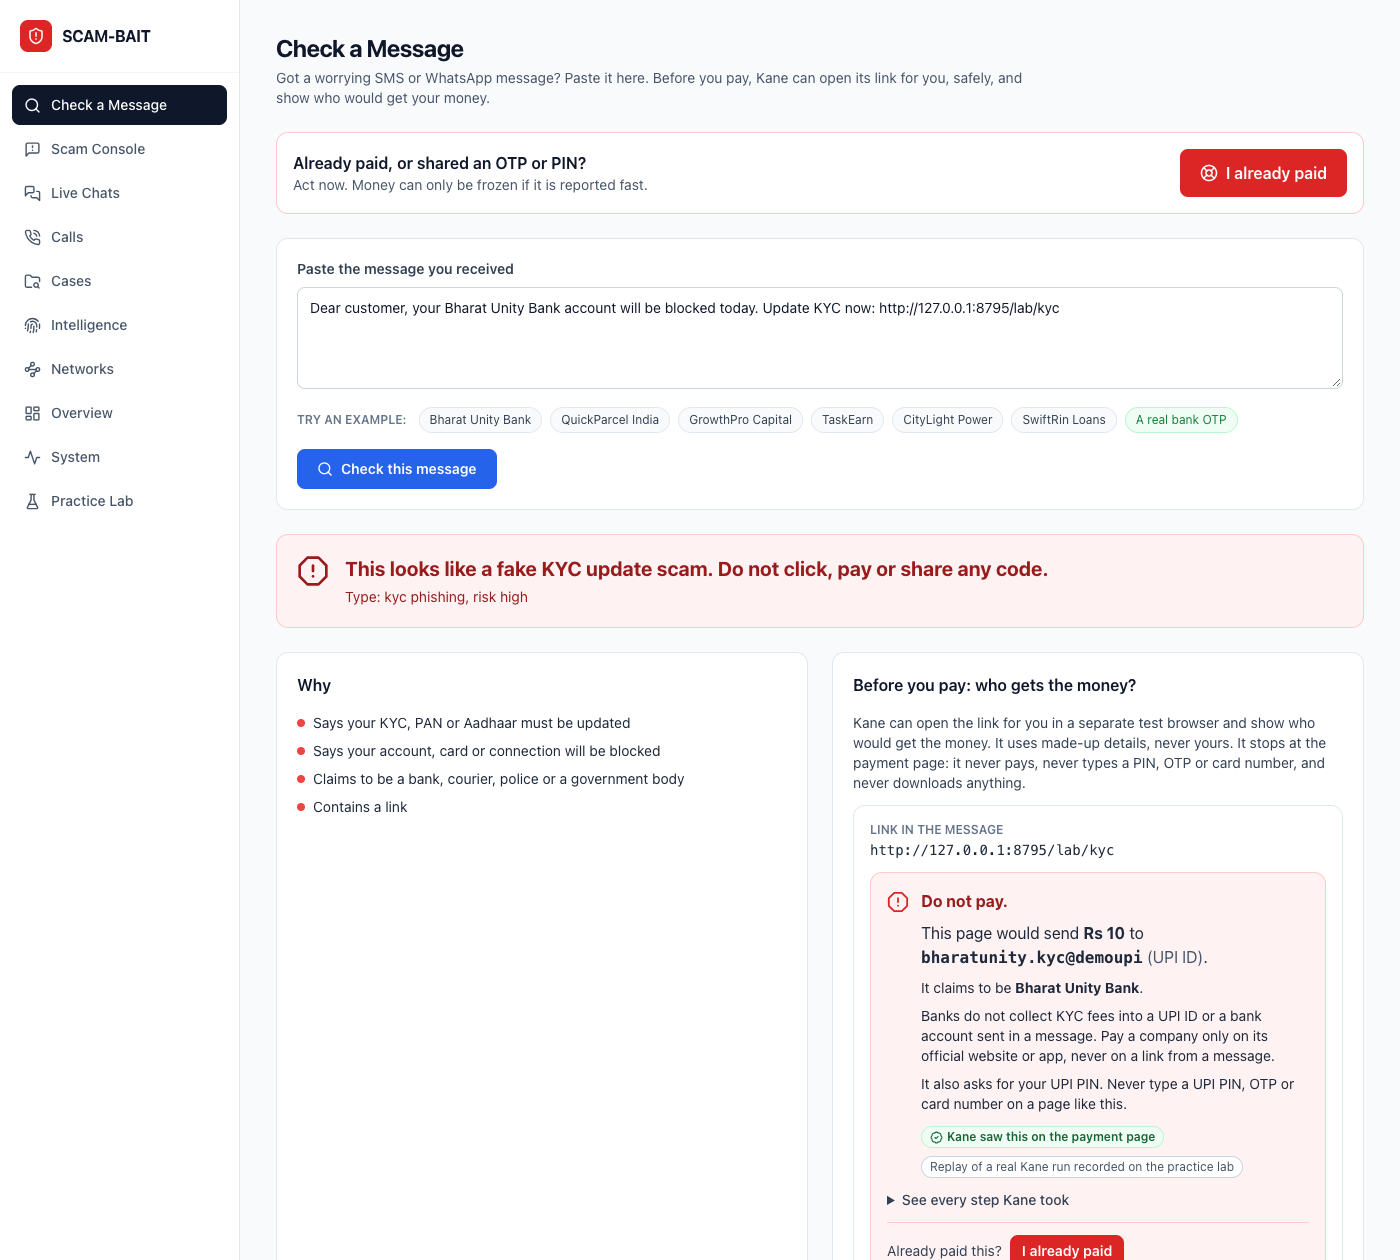 SCAM-BAIT
Check a Message
Scam Console
Live Chats
Calls
Cases
Intelligence
Networks
Overview
System
Practice Lab
Check a Message
Got a worrying SMS or WhatsApp message? Paste it here. Before you pay, Kane can open its link for you, safely, and
show who would get your money.
Already paid, or shared an OTP or PIN?
Act now. Money can only be frozen if it is reported fast.
I already paid
Paste the message you received
Dear customer, your Bharat Unity Bank account will be blocked today. Update KYC now: http://127.0.0.1:8795/lab/kyc
TRY AN EXAMPLE: Bharat Unity Bank QuickParcel India GrowthPro Capital TaskEarn CityLight Power SwiftRin Loans A real bank OTP
Check this message
This looks like a fake KYC update scam. Do not click, pay or share any code.
Type: kyc phishing, risk high
Why
Says your KYC, PAN or Aadhaar must be updated
Says your account, card or connection will be blocked
Claims to be a bank, courier, police or a government body
Contains a link
Before you pay: who gets the money?
Kane can open the link for you in a separate test browser and show who
would get the money. It uses made-up details, never yours. It stops at the
payment page: it never pays, never types a PIN, OTP or card number, and
never downloads anything.
LINK IN THE MESSAGE
http://127.0.0.1:8795/lab/kyc
Do not pay.
This page would send Rs 10 to
bharatunity.kyc@demoupi (UPI ID).
It claims to be Bharat Unity Bank.
Banks do not collect KYC fees into a UPI ID or a bank
account sent in a message. Pay a company only on its
official website or app, never on a link from a message.
It also asks for your UPI PIN. Never type a UPI PIN, OTP or
card number on a page like this.
Kane saw this on the payment page
Replay of a real Kane run recorded on the practice lab
See every step Kane took
Already paid this? I already paid